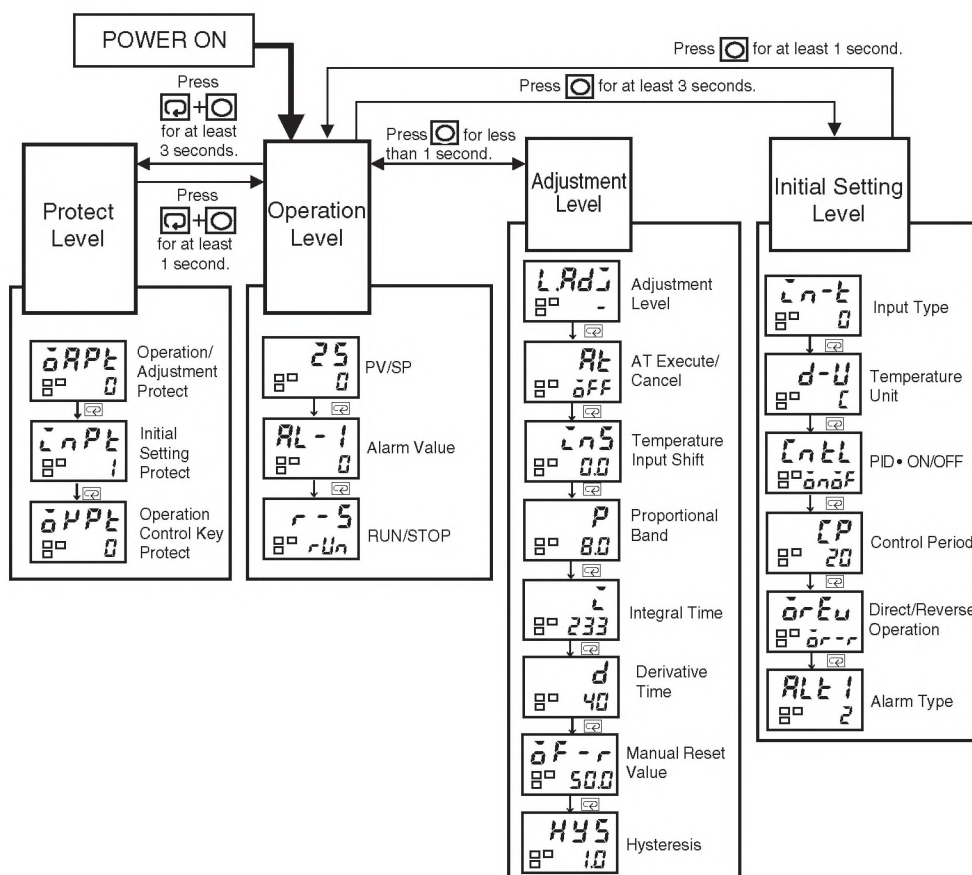 POWER ON
Press
+
for at least
3 seconds.
Press
+
for at least
1 second.
Press for at least 1 second.
Press for at least 3 seconds.
Press for less
than 1 second.
Protect
Level
Operation
Level
Adjustment
Level
Initial Setting
Level
oAPt
0
Operation/
Adjustment
Protect
inPt
1
Initial
Setting
Protect
Operation
Control Key
Protect
0
25
0
PV/SP
AL-1
0
Alarm Value
r-S
rUn
RUN/STOP
L.AdJ
-
Adjustment
Level
At
oFF
AT Execute/
Cancel
inS
0.0
Temperature
Input Shift
P
8.0
Proportional
Band
i
233
Integral Time
d
40
Derivative
Time
oF-r
50.0
Manual Reset
Value
HYS
1.0
Hysteresis
in-t
0
Input Type
d-U
C
Temperature
Unit
CntL
onoF
PID• ON/OFF
CP
20
Control Period
orEv
or-r
Direct/Reverse
Operation
ALt1
2
Alarm Type